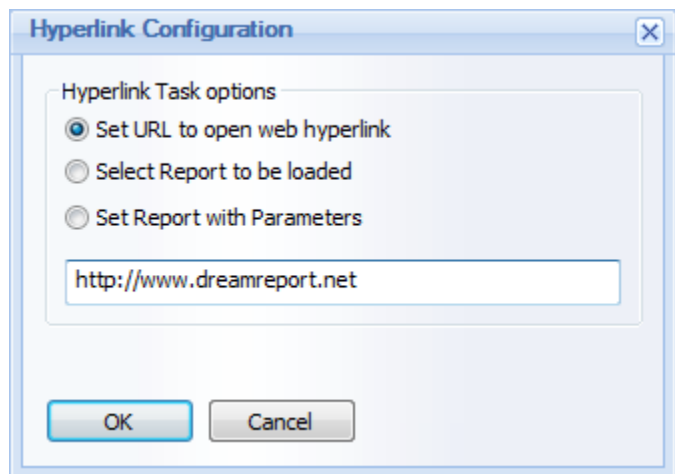 Hyperlink Configuration
Hyperlink Task options
Set URL to open web hyperlink
Select Report to be loaded
Set Report with Parameters
http://www.dreamreport.net
OK
Cancel